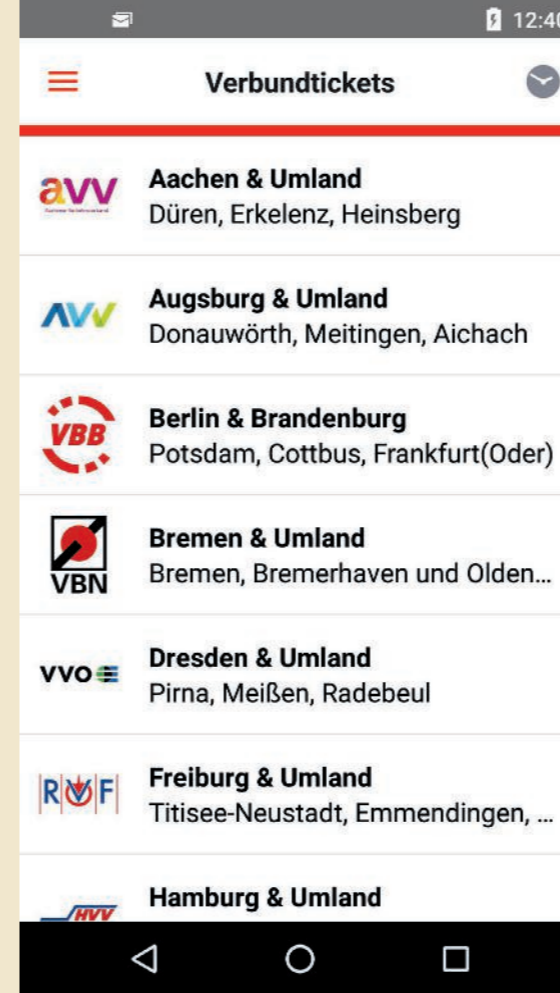 12:40
Verbundtickets
avv
Aachen & Umland
Düren, Erkelenz, Heinsberg
AVV
Augsburg & Umland
Donauwörth, Meitingen, Aichach
VBB
Berlin & Brandenburg
Potsdam, Cottbus, Frankfurt(Oder)
VBN
Bremen & Umland
Bremen, Bremerhaven und Olden...
VVO
Dresden & Umland
Pirna, Meißen, Radebeul
RVF
Freiburg & Umland
Titisee-Neustadt, Emmendingen, ...
HVV
Hamburg & Umland